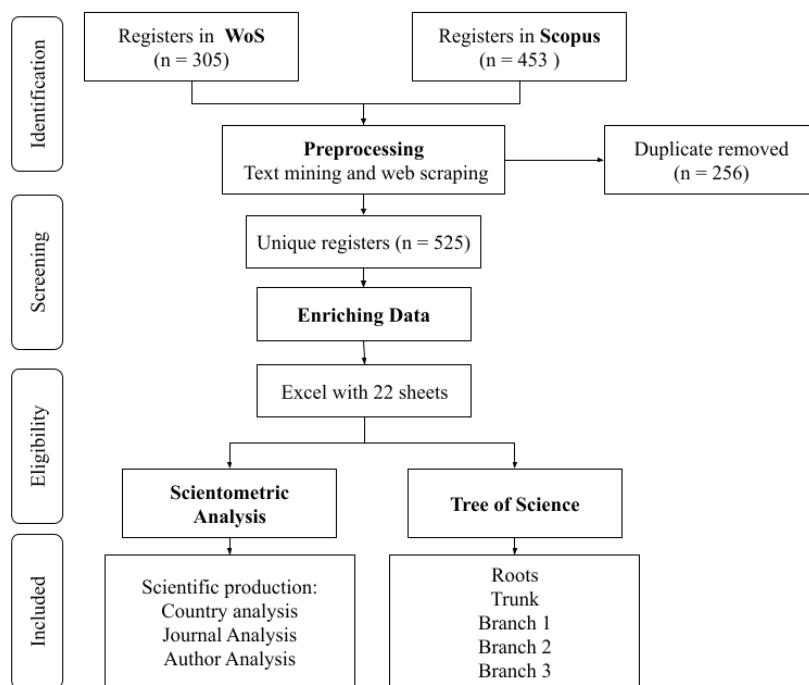 Identification
Registers in WoS
(n = 305)
Registers in Scopus
(n = 453 )
Preprocessing
Text mining and web scraping
Duplicate removed
(n = 256)
Screening
Unique registers (n = 525)
Enriching Data
Eligibility
Excel with 22 sheets
Scientometric
Analysis
Tree of Science
Included
Scientific production:
Country analysis
Journal Analysis
Author Analysis
Roots
Trunk
Branch 1
Branch 2
Branch 3